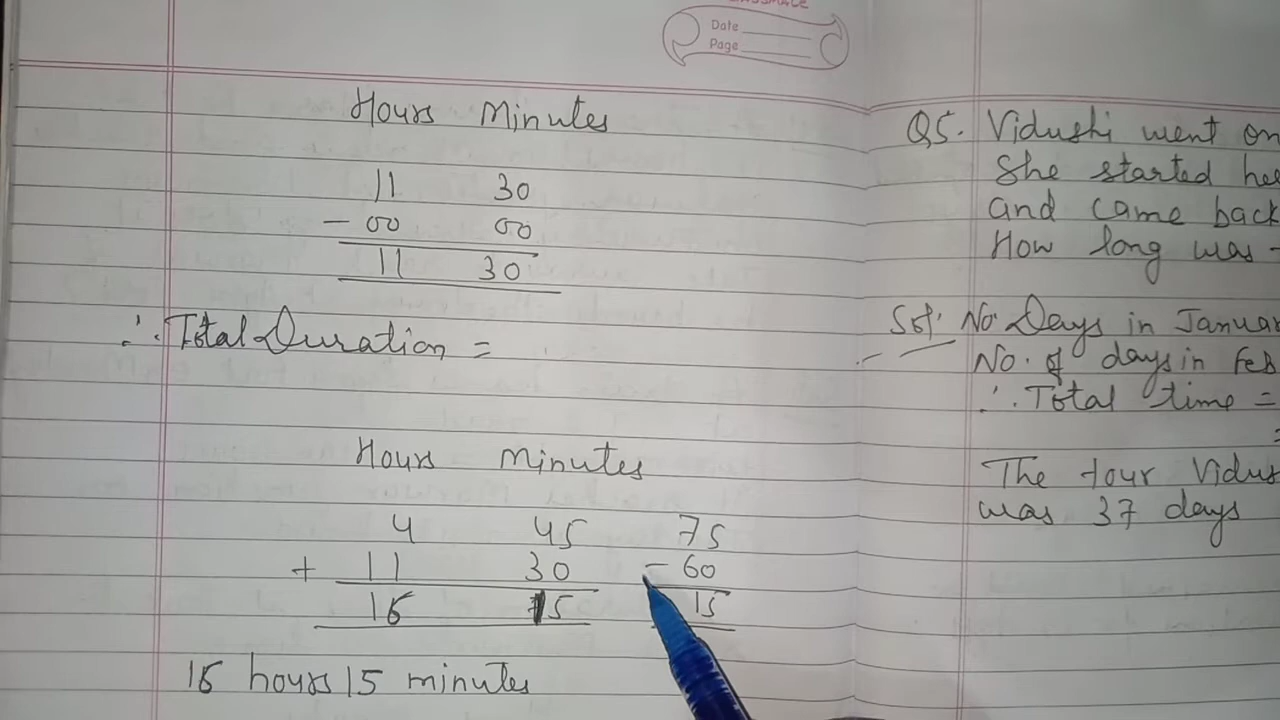 Date
Page
Hours Minutes
11 30
- 00 00
11 30
∴ Total Duration =
Hours Minutes
4 45 75
+ 11 30 - 60
16 15 15
16 hours 15 minutes
Q5. Vidushi went on
She started
and came back
How long was
Sol. No. Days in Januar
No. of days in Feb
∴ Total time =
=
The tour Vidus
was 37 days